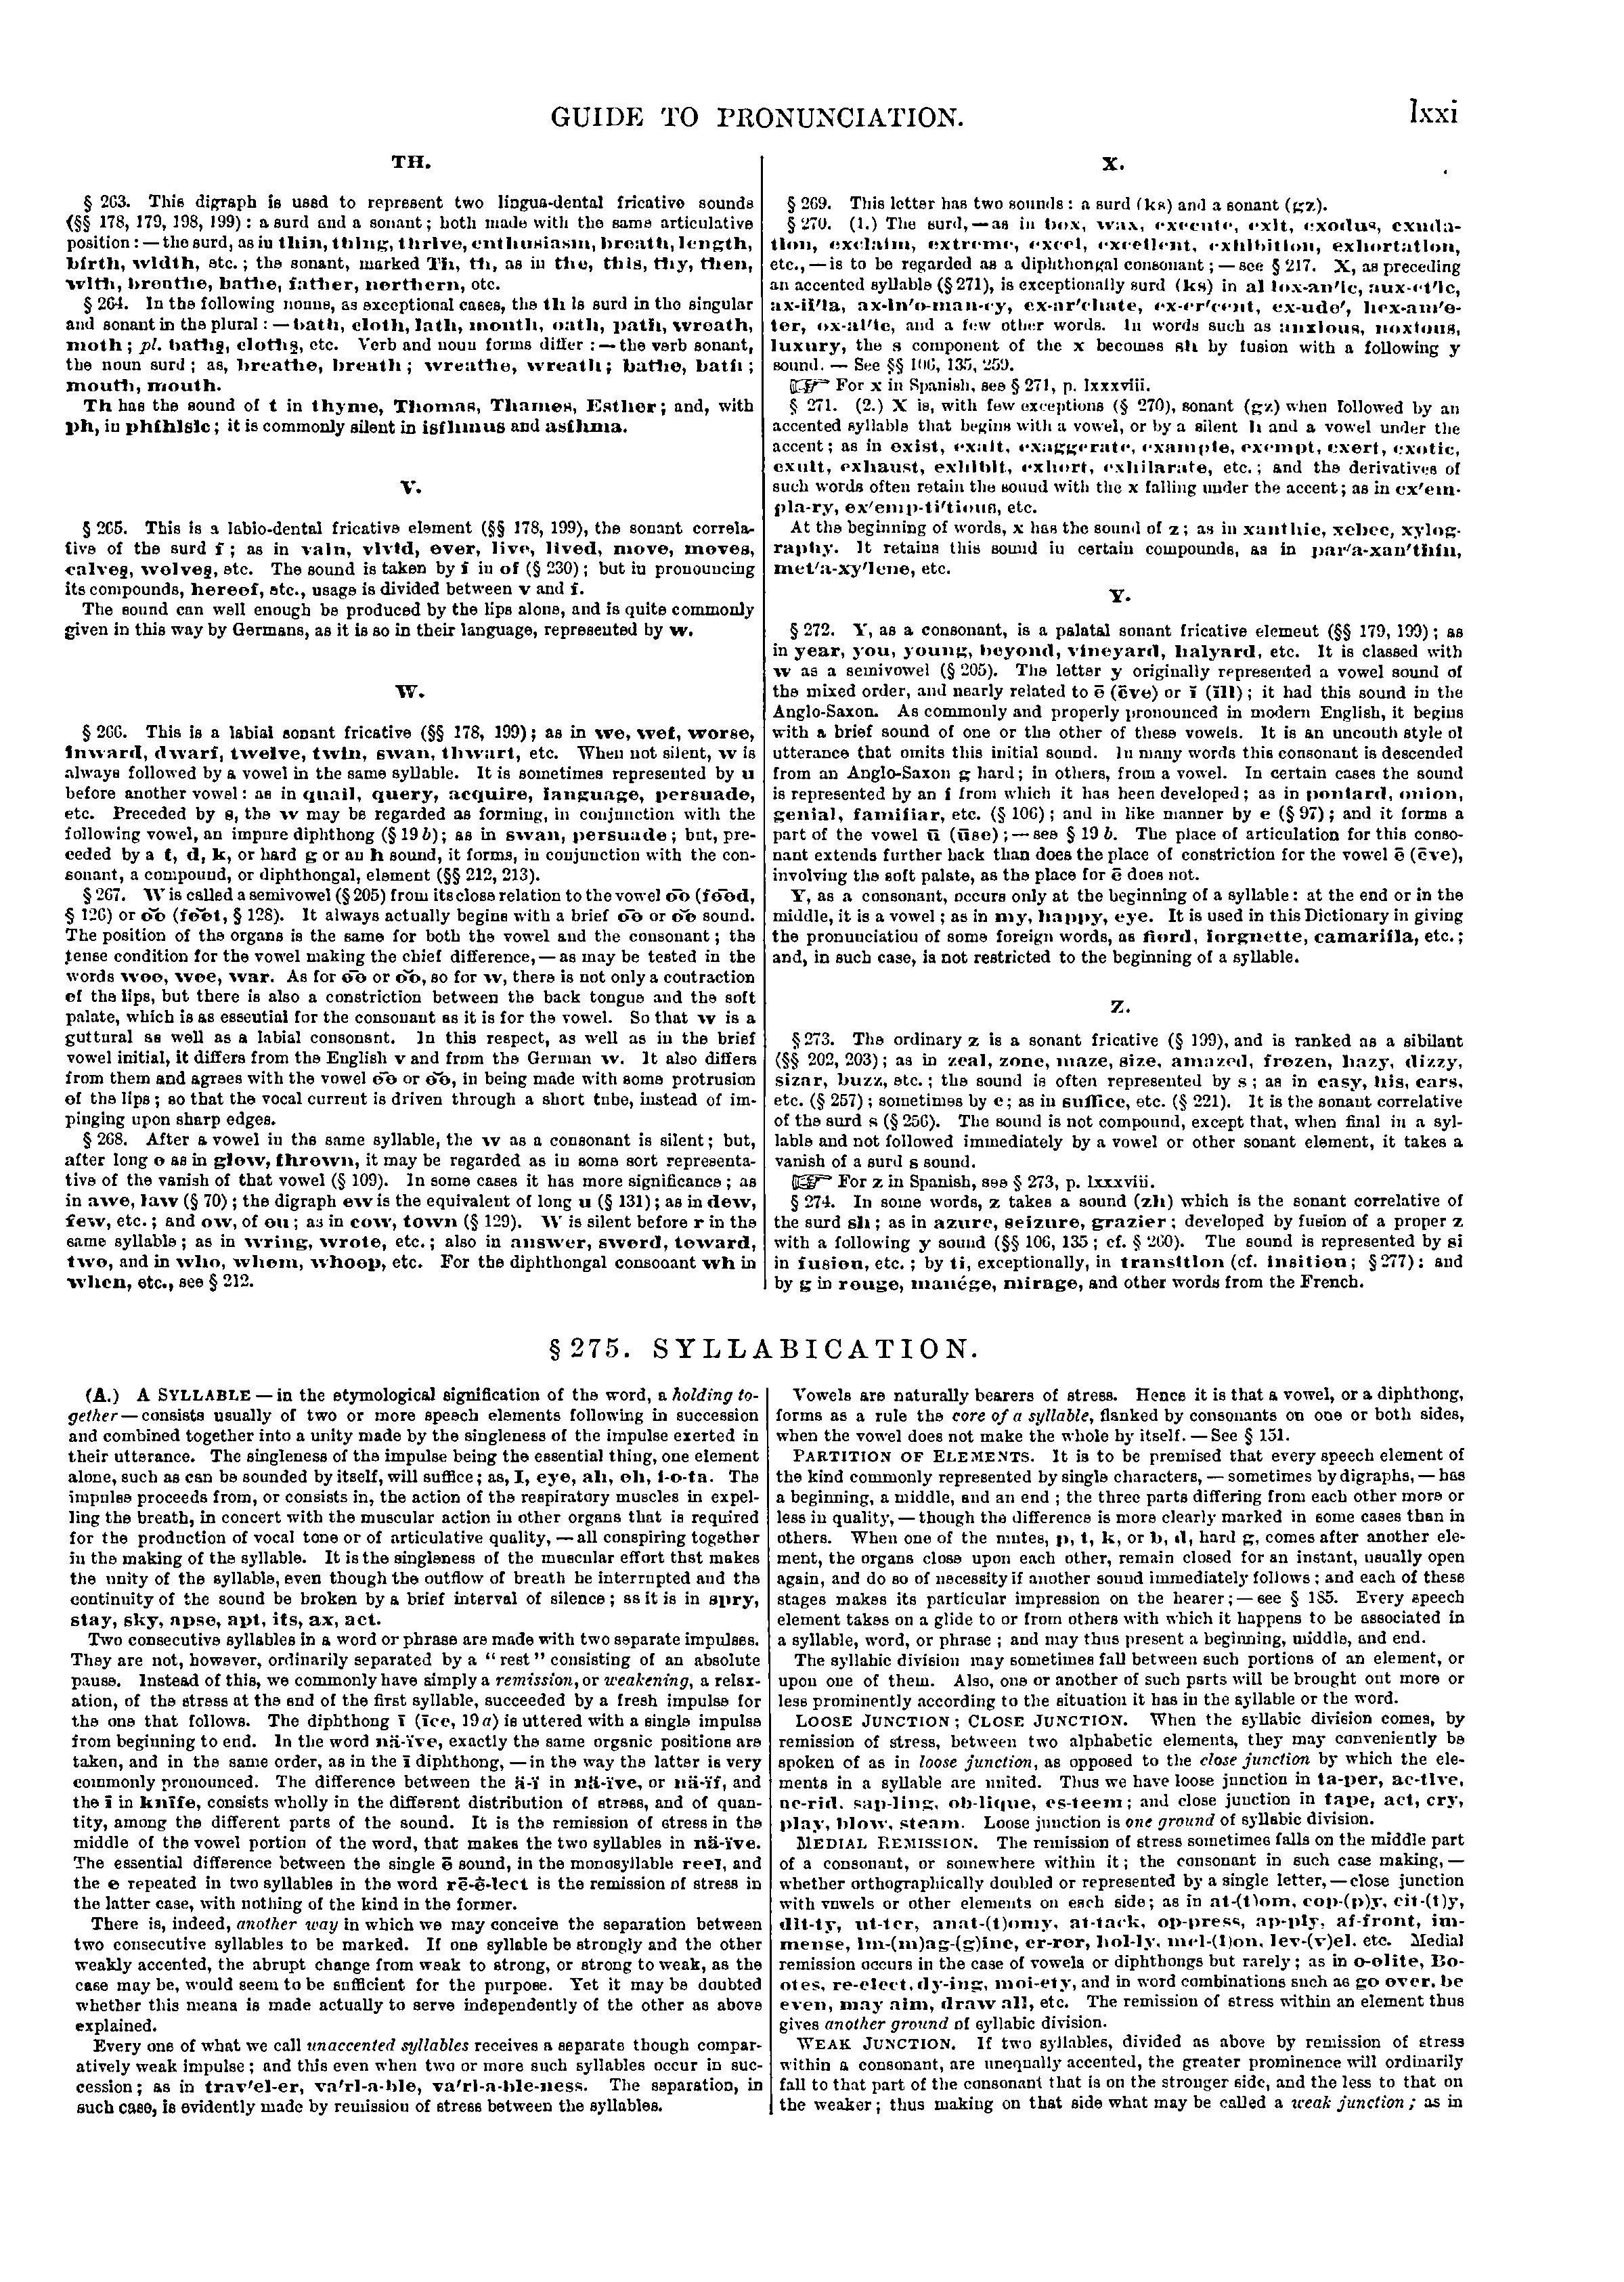 GUIDE TO PRONUNCIATION.
lxxi
TH.
§ 263. This digraph is used to represent two lingua-dental fricative sounds
(§§ 178, 179, 198, 199): a surd and a sonant; both made with the same articulative
position: — the surd, as in thin, thing, thrive, enthusiasm, breath, length,
birth, width, etc.; the sonant, marked Th, th, as in the, this, thy, then,
with, breathe, bathe, father, northern, etc.
§ 264. In the following nouns, as exceptional cases, the th is surd in the singular
and sonant in the plural: — bath, cloth, lath, mouth, oath, path, wreath,
moth; pl. baths, cloths, etc. Verb and noun forms differ: — the verb sonant,
the noun surd; as, breathe, breath; wreathe, wreath; bathe, bath;
mouth, mouth.
Th has the sound of t in thyme, Thomas, Thames, Esther; and, with
ph, in phthisic; it is commonly silent in isthmus and asthma.
V.
§ 265. This is a labio-dental fricative element (§§ 178, 199), the sonant correla-
tive of the surd f; as in vain, vivid, ever, live, lived, move, moves,
calves, wolves, etc. The sound is taken by f in of (§ 230); but in pronouncing
its compounds, hereof, etc., usage is divided between v and f.
The sound can well enough be produced by the lips alone, and is quite commonly
given in this way by Germans, as it is so in their language, represented by w.
W.
§ 266. This is a labial sonant fricative (§§ 178, 199); as in we, wet, worse,
inward, dwarf, twelve, twin, swan, thwart, etc. When not silent, w is
always followed by a vowel in the same syllable. It is sometimes represented by u
before another vowel: as in quail, query, acquire, language, persuade,
etc. Preceded by s, the w may be regarded as forming, in conjunction with the
following vowel, an impure diphthong (§ 19 b); as in swan, persuade; but, pre-
ceded by a t, d, k, or hard g or an h sound, it forms, in conjunction with the con-
sonant, a compound, or diphthongal, element (§§ 212, 213).
§ 267. W is called a semivowel (§ 205) from its close relation to the vowel o͞o (fo͞od,
§ 126) or o͝o (fo͝ot, § 128). It always actually begins with a brief o͞o or o͝o sound.
The position of the organs is the same for both the vowel and the consonant; the
tense condition for the vowel making the chief difference, — as may be tested in the
words woo, wee, war. As for o͞o or o͝o, so for w, there is not only a contraction
of the lips, but there is also a constriction between the back tongue and the soft
palate, which is as essential for the consonant as it is for the vowel. So that w is a
guttural as well as a labial consonant. In this respect, as well as in the brief
vowel initial, it differs from the English v and from the German w. It also differs
from them and agrees with the vowel o͞o or o͝o, in being made with some protrusion
of the lips; so that the vocal current is driven through a short tube, instead of im-
pinging upon sharp edges.
§ 268. After a vowel in the same syllable, the w as a consonant is silent; but,
after long o as in glow, thrown, it may be regarded as in some sort representa-
tive of the vanish of that vowel (§ 109). In some cases it has more significance; as
in awe, law (§ 70); the digraph ew is the equivalent of long u (§ 131); as in dew,
few, etc.; and ow, of ou; as in cow, town (§ 129). W is silent before r in the
same syllable; as in wring, wrote, etc.; also in answer, sword, toward,
two, and in who, whom, whoop, etc. For the diphthongal consonant wh in
when, etc., see § 212.
X.
§ 269. This letter has two sounds: a surd (ks) and a sonant (gz).
§ 270. (1.) The surd, — as in box, wax, execute, exit, exodus, exuda-
tion, exclaim, extreme, excel, excellent, exhibition, exhortation,
etc., — is to be regarded as a diphthongal consonant; — see § 217. X, as preceding
an accented syllable (§ 271), is exceptionally surd (ks) in al lox-an'ic, aux-et'ic,
ax-il'la, ax-in'o-man-cy, ex-ar'chate, ex-er'cent, ex-ude', hex-am'e-
ter, ox-al'ic, and a few other words. In words such as anxious, noxious,
luxury, the s component of the x becomes sh by fusion with a following y
sound. — See §§ 106, 135, 259.
☞ For x in Spanish, see § 271, p. lxxxviii.
§ 271. (2.) X is, with few exceptions (§ 270), sonant (gz) when followed by an
accented syllable that begins with a vowel, or by a silent h and a vowel under the
accent; as in exist, exalt, exaggerate, example, exempt, exert, exotic,
exult, exhaust, exhibit, exhort, exhilarate, etc.; and the derivatives of
such words often retain the sound with the x falling under the accent; as in ex'em-
pla-ry, ex'emp-ti'tious, etc.
At the beginning of words, x has the sound of z; as in xanthic, xebec, xylog-
raphy. It retains this sound in certain compounds, as in par'a-xan'thin,
met'a-xy'lene, etc.
Y.
§ 272. Y, as a consonant, is a palatal sonant fricative element (§§ 179, 199); as
in year, you, young, beyond, vineyard, halyard, etc. It is classed with
w as a semivowel (§ 205). The letter y originally represented a vowel sound of
the mixed order, and nearly related to ē (ēve) or ĭ (ĭll); it had this sound in the
Anglo-Saxon. As commonly and properly pronounced in modern English, it begins
with a brief sound of one or the other of these vowels. It is an uncouth style of
utterance that omits this initial sound. In many words this consonant is descended
from an Anglo-Saxon g hard; in others, from a vowel. In certain cases the sound
is represented by an i from which it has been developed; as in poniard, onion,
genial, familiar, etc. (§ 106); and in like manner by e (§ 97); and it forms a
part of the vowel ū (ūse); — see § 19 b. The place of articulation for this conso-
nant extends further back than does the place of constriction for the vowel ē (ēve),
involving the soft palate, as the place for ē does not.
Y, as a consonant, occurs only at the beginning of a syllable: at the end or in the
middle, it is a vowel; as in my, happy, eye. It is used in this Dictionary in giving
the pronunciation of some foreign words, as fiord, lorgnette, camarilla, etc.;
and, in such case, is not restricted to the beginning of a syllable.
Z.
§ 273. The ordinary z is a sonant fricative (§ 199), and is ranked as a sibilant
(§§ 202, 203); as in zeal, zone, maze, size, amazed, frozen, hazy, dizzy,
sizar, buzz, etc.; the sound is often represented by s; as in easy, his, ears,
etc. (§ 257); sometimes by c; as in suffice, etc. (§ 221). It is the sonant correlative
of the surd s (§ 256). The sound is not compound, except that, when final in a syl-
lable and not followed immediately by a vowel or other sonant element, it takes a
vanish of a surd s sound.
☞ For z in Spanish, see § 273, p. lxxxviii.
§ 274. In some words, z takes a sound (zh) which is the sonant correlative of
the surd sh; as in azure, seizure, grazier; developed by fusion of a proper z
with a following y sound (§§ 106, 135; cf. § 260). The sound is represented by si
in fusion, etc.; by ti, exceptionally, in transition (cf. insition; § 277): and
by g in rouge, manége, mirage, and other words from the French.
§ 275. SYLLABICATION.
(A.) A SYLLABLE — in the etymological signification of the word, a holding to-
gether — consists usually of two or more speech elements following in succession
and combined together into a unity made by the singleness of the impulse exerted in
their utterance. The singleness of the impulse being the essential thing, one element
alone, such as can be sounded by itself, will suffice; as, I, eye, ah, oh, i-o-ta. The
impulse proceeds from, or consists in, the action of the respiratory muscles in expel-
ling the breath, in concert with the muscular action in other organs that is required
for the production of vocal tone or of articulative quality, — all conspiring together
in the making of the syllable. It is the singleness of the muscular effort that makes
the unity of the syllable, even though the outflow of breath be interrupted and the
continuity of the sound be broken by a brief interval of silence; as it is in spry,
stay, sky, apse, apt, its, ax, act.
Two consecutive syllables in a word or phrase are made with two separate impulses.
They are not, however, ordinarily separated by a “rest” consisting of an absolute
pause. Instead of this, we commonly have simply a remission, or weakening, a relax-
ation, of the stress at the end of the first syllable, succeeded by a fresh impulse for
the one that follows. The diphthong ī (īce, 19 a) is uttered with a single impulse
from beginning to end. In the word nä-ïve, exactly the same organic positions are
taken, and in the same order, as in the ī diphthong, — in the way the latter is very
commonly pronounced. The difference between the ä-ï in nä-ïve, or nä-ïf, and
the ī in knīfe, consists wholly in the different distribution of stress, and of quan-
tity, among the different parts of the sound. It is the remission of stress in the
middle of the vowel portion of the word, that makes the two syllables in nä-ïve.
The essential difference between the single ē sound, in the monosyllable reel, and
the e repeated in two syllables in the word rē-ē-lect is the remission of stress in
the latter case, with nothing of the kind in the former.
There is, indeed, another way in which we may conceive the separation between
two consecutive syllables to be marked. If one syllable be strongly and the other
weakly accented, the abrupt change from weak to strong, or strong to weak, as the
case may be, would seem to be sufficient for the purpose. Yet it may be doubted
whether this means is made actually to serve independently of the other as above
explained.
Every one of what we call unaccented syllables receives a separate though compar-
atively weak impulse; and this even when two or more such syllables occur in suc-
cession; as in trav'el-er, va'ri-a-ble, va'ri-a-ble-ness. The separation, in
such case, is evidently made by remission of stress between the syllables.
Vowels are naturally bearers of stress. Hence it is that a vowel, or a diphthong,
forms as a rule the core of a syllable, flanked by consonants on one or both sides,
when the vowel does not make the whole by itself. — See § 151.
PARTITION OF ELEMENTS. It is to be premised that every speech element of
the kind commonly represented by single characters, — sometimes by digraphs, — has
a beginning, a middle, and an end; the three parts differing from each other more or
less in quality, — though the difference is more clearly marked in some cases than in
others. When one of the mutes, p, t, k, or b, d, hard g, comes after another ele-
ment, the organs close upon each other, remain closed for an instant, usually open
again, and do so of necessity if another sound immediately follows; and each of these
stages makes its particular impression on the hearer; — see § 185. Every speech
element takes on a glide to or from others with which it happens to be associated in
a syllable, word, or phrase; and may thus present a beginning, middle, and end.
The syllabic division may sometimes fall between such portions of an element, or
upon one of them. Also, one or another of such parts will be brought out more or
less prominently according to the situation it has in the syllable or the word.
LOOSE JUNCTION; CLOSE JUNCTION. When the syllabic division comes, by
remission of stress, between two alphabetic elements, they may conveniently be
spoken of as in loose junction, as opposed to the close junction by which the ele-
ments in a syllable are united. Thus we have loose junction in ta-per, ac-tive,
ac-rid, sap-ling, ob-lique, es-teem; and close junction in tape, act, cry,
play, blow, steam. Loose junction is one ground of syllabic division.
MEDIAL REMISSION. The remission of stress sometimes falls on the middle part
of a consonant, or somewhere within it; the consonant in such case making, —
whether orthographically doubled or represented by a single letter, — close junction
with vowels or other elements on each side; as in at-(t)om, cop-(p)y, cit-(t)y,
dit-ty, ut-ter, anat-(t)omy, at-tack, op-press, ap-ply, af-front, im-
mense, im-(m)ag-(g)ine, er-ror, hol-ly, mel-(l)on, lev-(v)el, etc. Medial
remission occurs in the case of vowels or diphthongs but rarely; as in o-olite, Bo-
otes, re-elect, dy-ing, moi-ety, and in word combinations such as go over, be
even, may aim, draw all, etc. The remission of stress within an element thus
gives another ground of syllabic division.
WEAK JUNCTION. If two syllables, divided as above by remission of stress
within a consonant, are unequally accented, the greater prominence will ordinarily
fall to that part of the consonant that is on the stronger side, and the less to that on
the weaker; thus making on that side what may be called a weak junction; as in